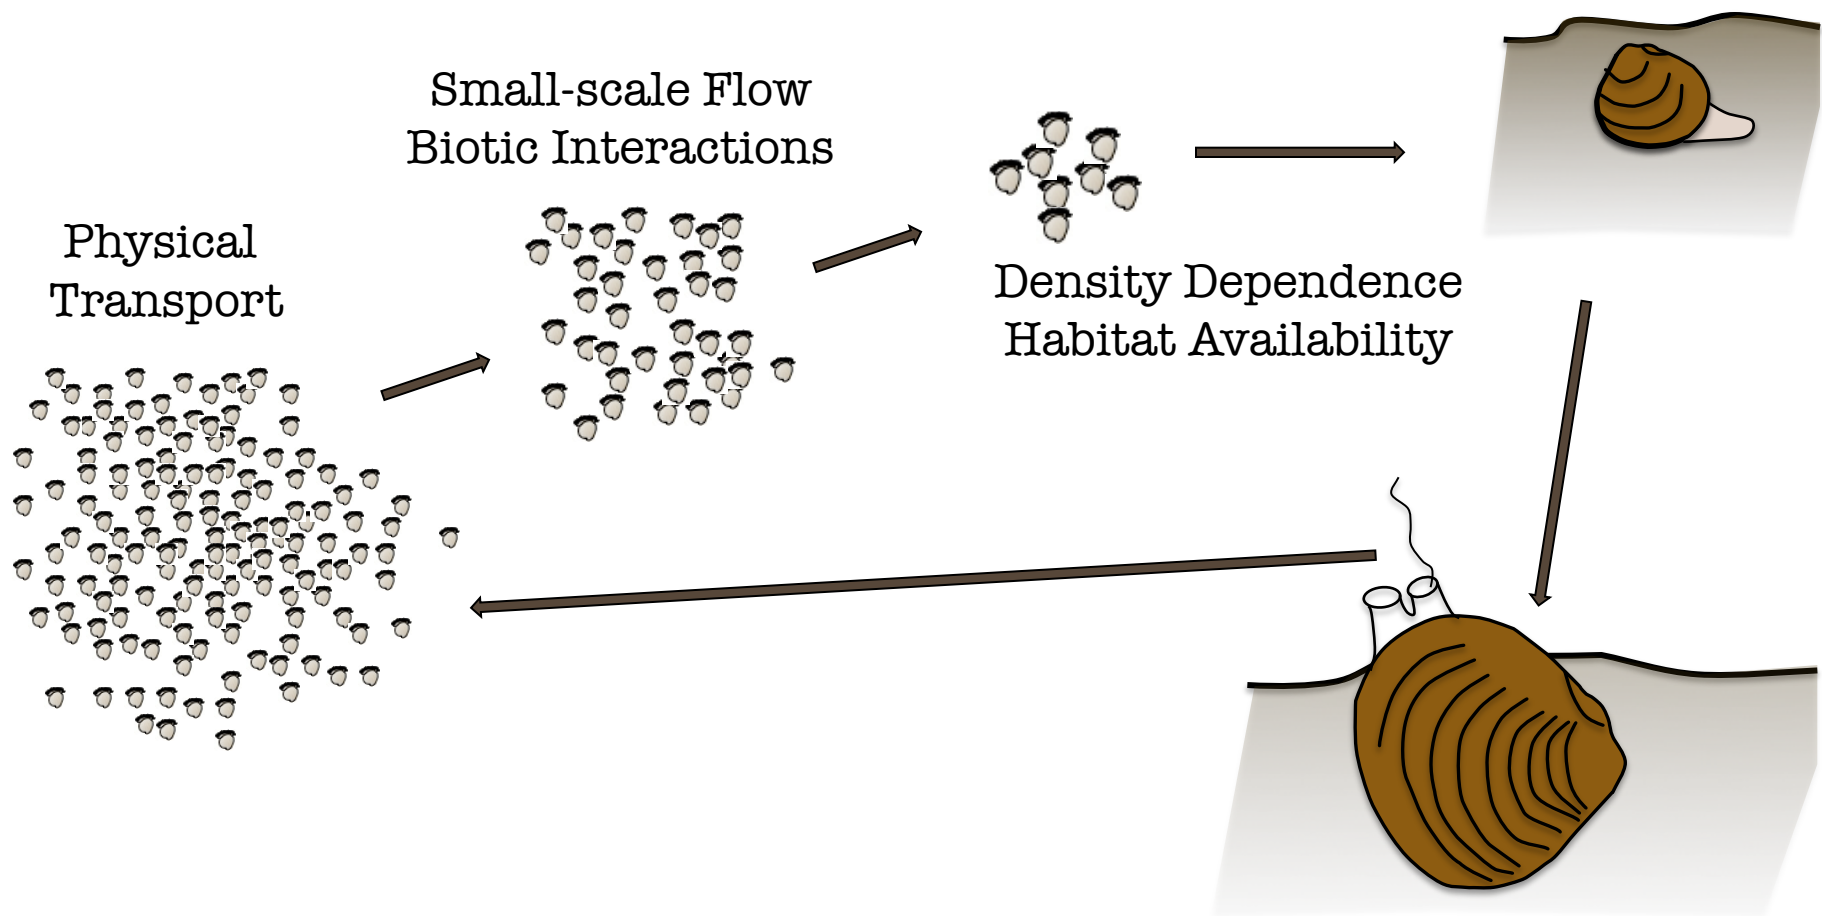 Physical
Transport
Small-scale Flow
Biotic Interactions
Density Dependence
Habitat Availability